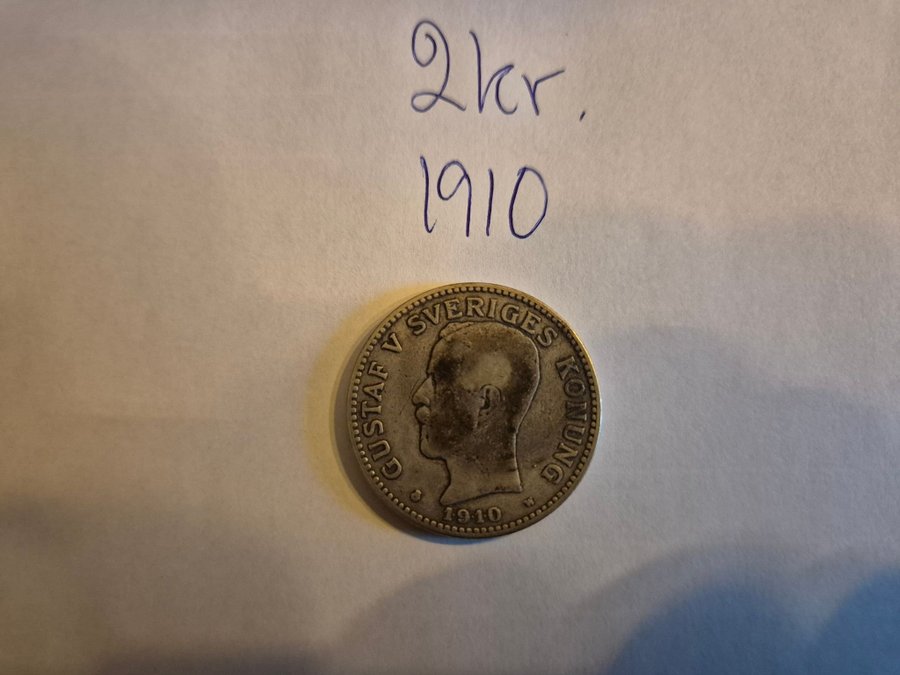 2kr.
1910
GUSTAF V SVERIGES KONUNG
1910